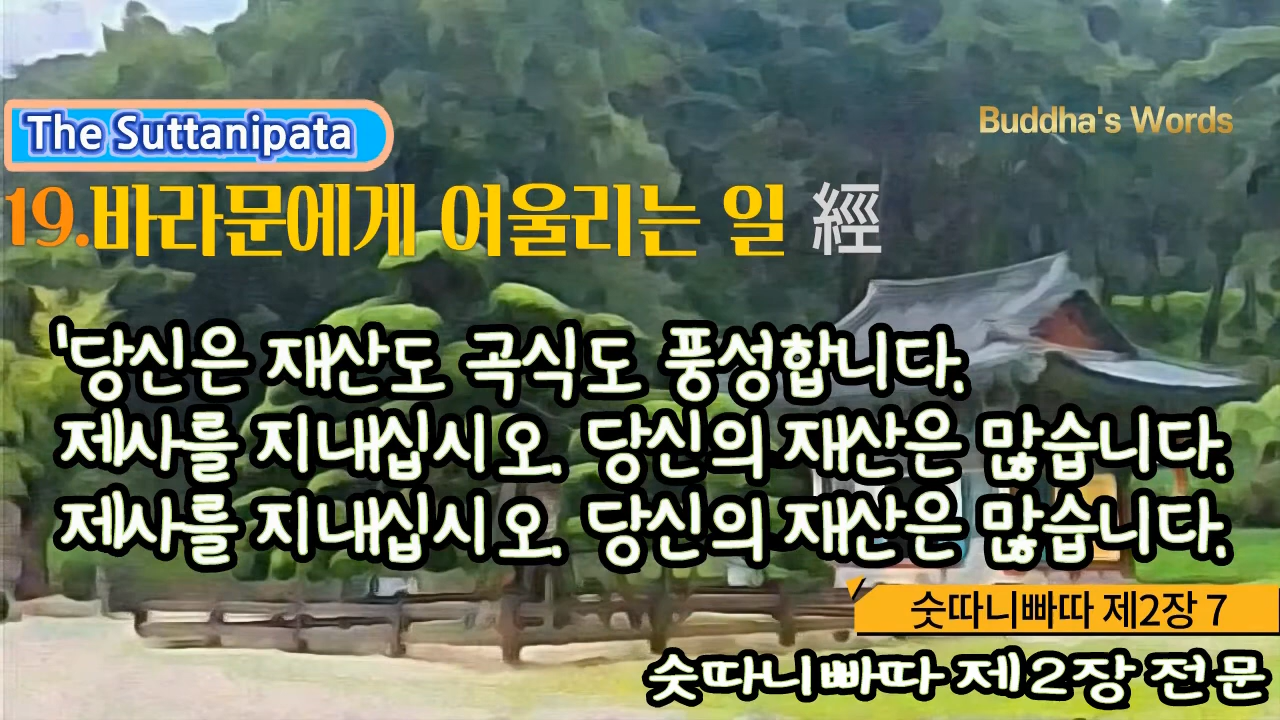 The Suttanipata
Buddha's Words
19.바라문에게 어울리는 일 經
'당신은 재산도 곡식도 풍성합니다.
제사를 지내십시오. 당신의 재산은 많습니다.
제사를 지내십시오. 당신의 재산은 많습니다.
숫따니빠따 제2장 7
숫따니빠따 제2장 전문